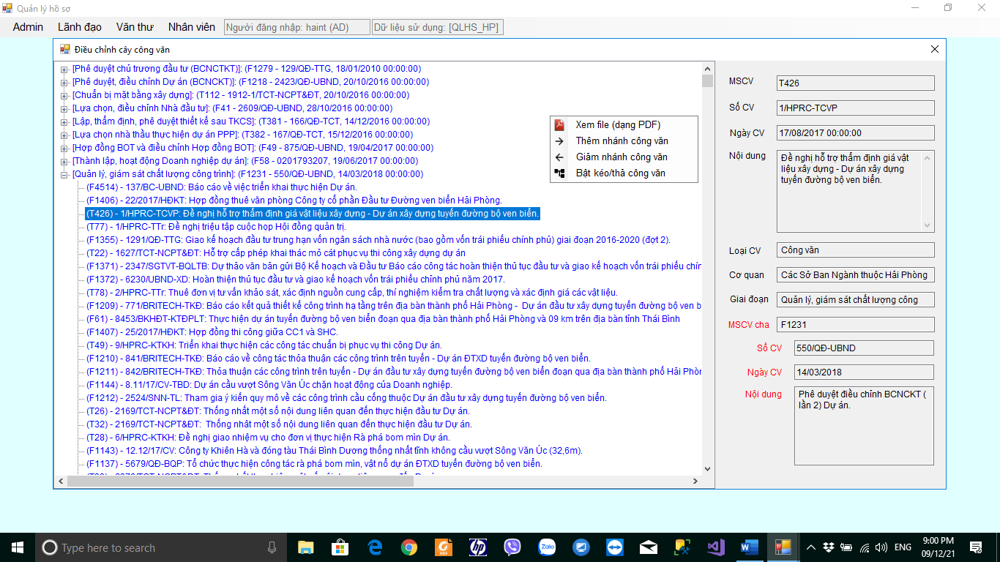 Quản lý hồ sơ
Admin Lãnh đạo Văn thư Nhân viên Người đăng nhập: haint (AD) Dữ liệu sử dụng: [QLHS_HP]
Điều chỉnh cây công văn
[Phê duyệt chủ trương đầu tư (BCNCTKT)]: (F1279 - 129/QĐ-TTG, 18/01/2010 00:00:00)
[Phê duyệt, điều chỉnh Dự án (BCNCKT)]: (F1218 - 2423/QĐ-UBND, 20/10/2016 00:00:00)
[Chuẩn bị mặt bằng xây dựng]: (T112 - 1912-1/TCT-NCPT&ĐT, 20/10/2016 00:00:00)
[Lựa chọn, điều chỉnh Nhà đầu tư]: (F41 - 2609/QĐ-UBND, 28/10/2016 00:00:00)
[Lập, thẩm định, phê duyệt thiết kế sau TKCS]: (T381 - 166/QĐ-TCT, 14/12/2016 00:00:00)
[Lựa chọn nhà thầu thực hiện dự án PPP]: (T382 - 167/QĐ-TCT, 15/12/2016 00:00:00)
[Hợp đồng BOT và điều chỉnh Hợp đồng BOT]: (F49 - 875/QĐ-UBND, 19/04/2017 00:00:00)
[Thành lập, hoạt động Doanh nghiệp dự án]: (F58 - 0201793207, 19/06/2017 00:00:00)
[Quản lý, giám sát chất lượng công trình]: (F1231 - 550/QĐ-UBND, 14/03/2018 00:00:00)
(F4514) - 137/BC-UBND: Báo cáo về việc triển khai thực hiện Dự án.
(F1406) - 22/2017/HĐKT: Hợp đồng thuê văn phòng Công ty cổ phần Đầu tư Đường ven biển Hải Phòng.
(T426) - 1/HPRC-TCVP: Đề nghị hỗ trợ thẩm định giá vật liệu xây dựng - Dự án xây dựng tuyến đường bộ ven biển.
(T77) - 1/HPRC-TTr: Đề nghị triệu tập cuộc họp Hội đồng quản trị.
(F1355) - 1291/QĐ-TTG: Giao kế hoạch đầu tư trung hạn vốn ngân sách nhà nước (bao gồm vốn trái phiếu chính phủ) giai đoạn 2016-2020 (đợt 2).
(T22) - 1627/TCT-NCPT&ĐT: Hỗ trợ cấp phép khai thác mỏ cát phục vụ thi công xây dựng dự án
(F1371) - 2347/SGTVT-BQLTB: Dự thảo văn bản gửi Bộ Kế hoạch và Đầu tư Báo cáo công tác hoàn thiện thủ tục đầu tư và giao kế hoạch vốn trái phiếu chín
(F1372) - 6230/UBND-XD: Hoàn thiện thủ tục đầu tư và giao kế hoạch vốn trái phiếu chính phủ năm 2017.
(T78) - 2/HPRC-TTr: Thuê đơn vị tư vấn khảo sát, xác định nguồn cung cấp, thí nghiệm kiểm tra chất lượng và xác định giá các vật liệu.
(F1209) - 771/BRITECH-TKĐ: Báo cáo kết quả thiết kế công trình hạ tầng trên địa bàn thành phố Hải Phòng - Dự án đầu tư xây dựng tuyến đường bộ ven b
(F61) - 8453/BKHĐT-KTĐPLT: Thực hiện dự án tuyến đường bộ ven biển đoạn qua địa bàn thành phố Hải Phòng và 09 km trên địa bàn tỉnh Thái Bình
(F1407) - 25/2017/HĐKT: Hợp đồng thi công giữa CC1 và SHC.
(T49) - 9/HPRC-KTKH: Triển khai thực hiện các công tác chuẩn bị phục vụ thi công Dự án.
(F1210) - 841/BRITECH-TKĐ: Báo cáo về công tác thỏa thuận các công trình trên tuyến - Dự án ĐTXD tuyến đường bộ ven biển.
(F1211) - 842/BRITECH-TKĐ: Thỏa thuận các công trình trên tuyến - Dự án đầu tư xây dựng tuyến đường bộ ven biển đoạn qua địa bàn thành phố Hải Phòn
(F1144) - 8.11/17/CV-TBD: Dự án cầu vượt Sông Văn Úc chặn hoạt động của Doanh nghiệp.
(F1212) - 2524/SNN-TL: Tham gia ý kiến quy mô về các công trình cầu cống thuộc Dự án đầu tư xây dựng tuyến đường bộ ven biển.
(T26) - 2169/TCT-NCPT&ĐT: Thống nhất một số nội dung liên quan đến thực hiện đầu tư Dự án.
(T32) - 2169/TCT-NCPT&ĐT: Thống nhât một số nội dung liên quan đến thực hiện đầu tư Dự án.
(T28) - 6/HPRC-KTKH: Đề nghị giao nhiệm vụ cho đơn vị thực hiện Rà phá bom mìn Dự án.
(F1143) - 12.12/17/CV: Công ty Khiên Hà và đóng tàu Thái Bình Dương thống nhất tĩnh không cầu vượt Sông Văn Úc (32,6m).
(F1137) - 5679/QĐ-BQP: Tổ chức thực hiện công tác rà phá bom mìn, vật nổ dự án ĐTXD tuyến đường bộ ven biển.
Xem file (dạng PDF)
Thêm nhánh công văn
Giảm nhánh công văn
Bật kéo/thả công văn
MSCV T426
Số CV 1/HPRC-TCVP
Ngày CV 17/08/2017 00:00:00
Nội dung Đề nghị hỗ trợ thẩm định giá vật
liệu xây dựng - Dự án xây dựng
tuyến đường bộ ven biển.
Loại CV Công văn
Cơ quan Các Sở Ban Ngành thuộc Hải Phòng
Giai đoạn Quản lý, giám sát chất lượng công
MSCV cha F1231
Số CV 550/QĐ-UBND
Ngày CV 14/03/2018
Nội dung Phê duyệt điều chỉnh BCNCKT (
lần 2) Dự án.
Type here to search
PDF
hp
Zalo
ENG
9:00 PM
09/12/21